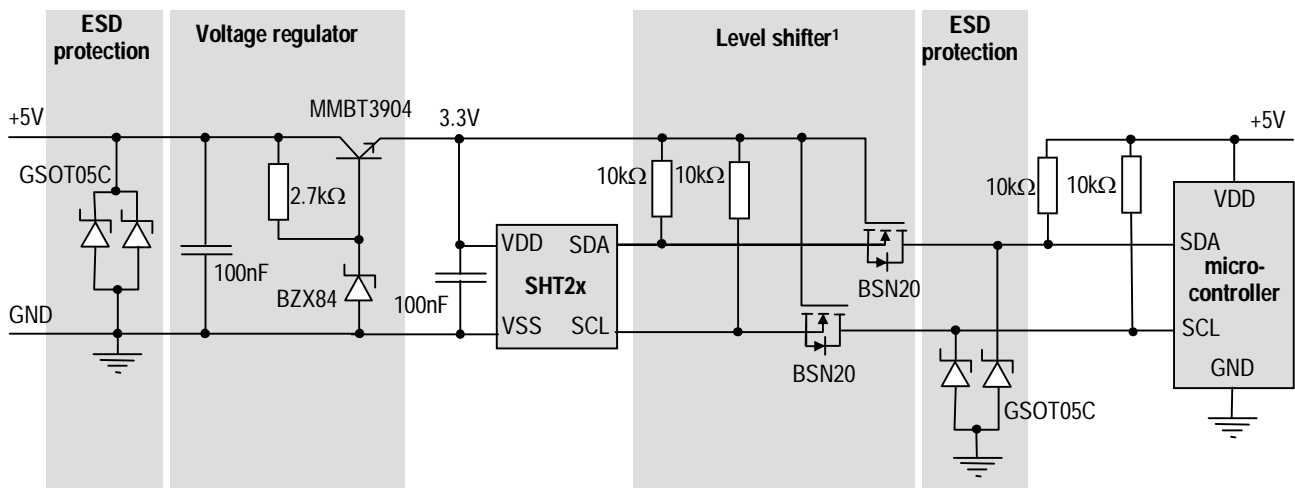 ESD
protection
Voltage regulator
Level shifter¹
ESD
protection
+5V
MMBT3904
3.3V
+5V
GSOT05C
2.7kΩ
10kΩ
10kΩ
10kΩ
10kΩ
VDD
100nF
BZX84
100nF
VDD
SDA
SHT2x
VSS
SCL
BSN20
BSN20
SDA
micro-
controller
SCL
GND
GND
GSOT05C